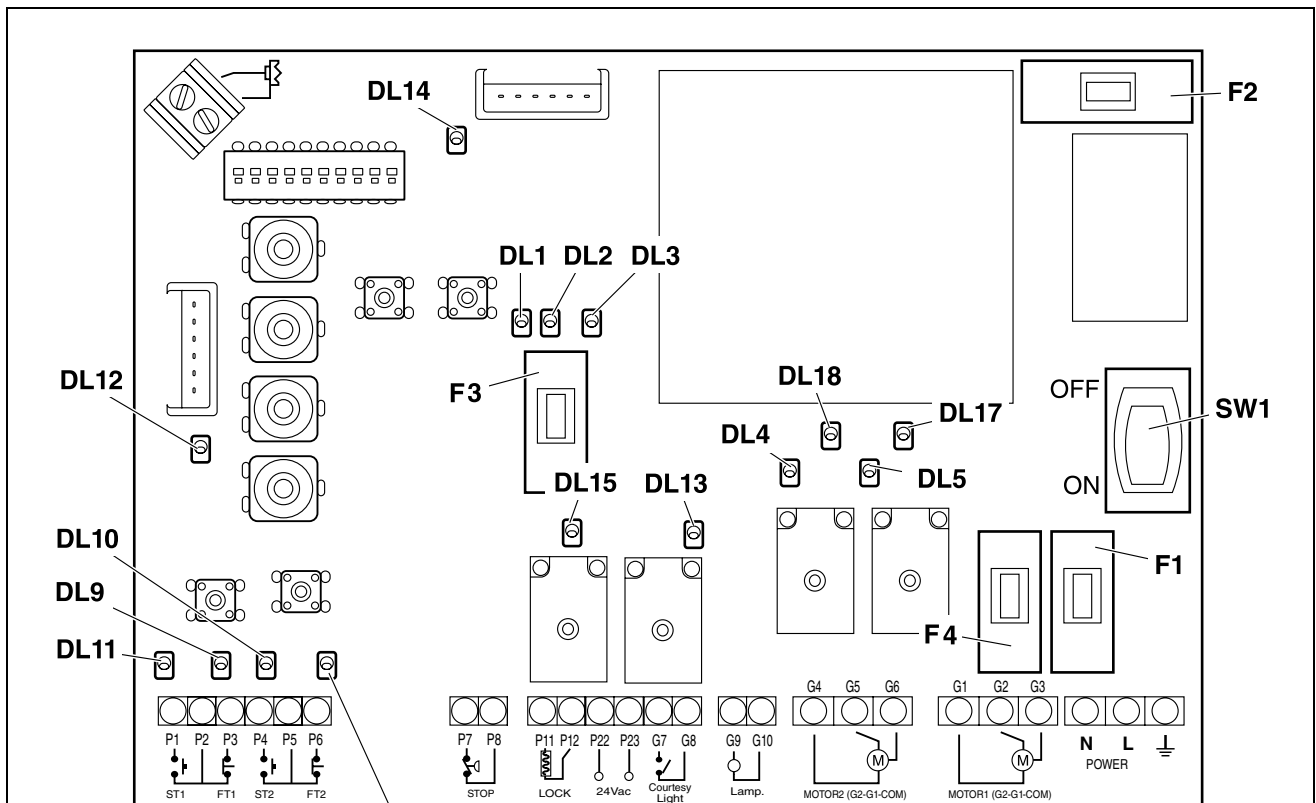 DL14
F2
DL1 DL2 DL3
DL12
F3
DL18
OFF
SW1
DL17
DL4
DL5
ON
DL15 DL13
DL10
F1
DL9
F4
DL11
G4 G5 G6 G1 G2 G3
P1 P2 P3 P4 P5 P6 P7 P8 P11 P12 P22 P23 G7 G8 G9 G10
N L
M M
POWER
ST1 FT1 ST2 FT2 STOP LOCK 24Vac Courtesy
Light
Lamp. MOTOR2 (G2-G1-COM) MOTOR1 (G2-G1-COM)